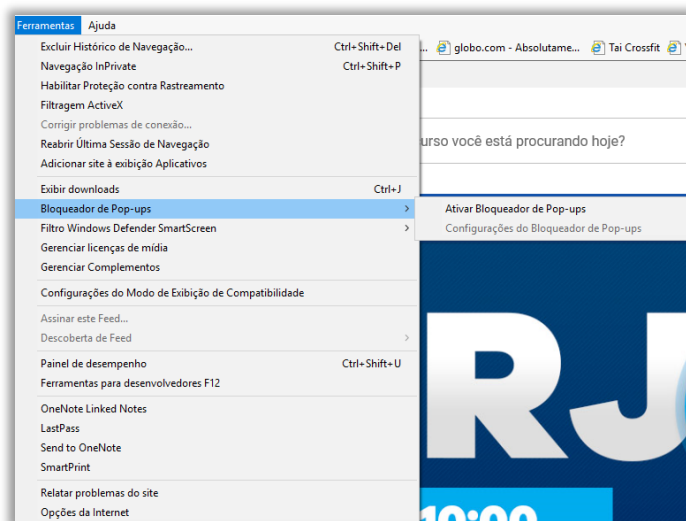 Ferramentas Ajuda
Excluir Histórico de Navegação... Ctrl+Shift+Del
Navegação InPrivate Ctrl+Shift+P
Habilitar Proteção contra Rastreamento
Filtragem ActiveX
Corrigir problemas de conexão...
Reabrir Última Sessão de Navegação
Adicionar site à exibição Aplicativos
Exibir downloads Ctrl+J
Bloqueador de Pop-ups >
Filtro Windows Defender SmartScreen >
Gerenciar licenças de mídia
Gerenciar Complementos
Configurações do Modo de Exibição de Compatibilidade
Assinar este Feed...
Descoberta de Feed >
Painel de desempenho Ctrl+Shift+U
Ferramentas para desenvolvedores F12
OneNote Linked Notes
LastPass
Send to OneNote
SmartPrint
Relatar problemas do site
Opções da Internet
Ativar Bloqueador de Pop-ups
Configurações do Bloqueador de Pop-ups
... globo.com - Absolutame... Tai Crossfit
urso você está procurando hoje?
RJ